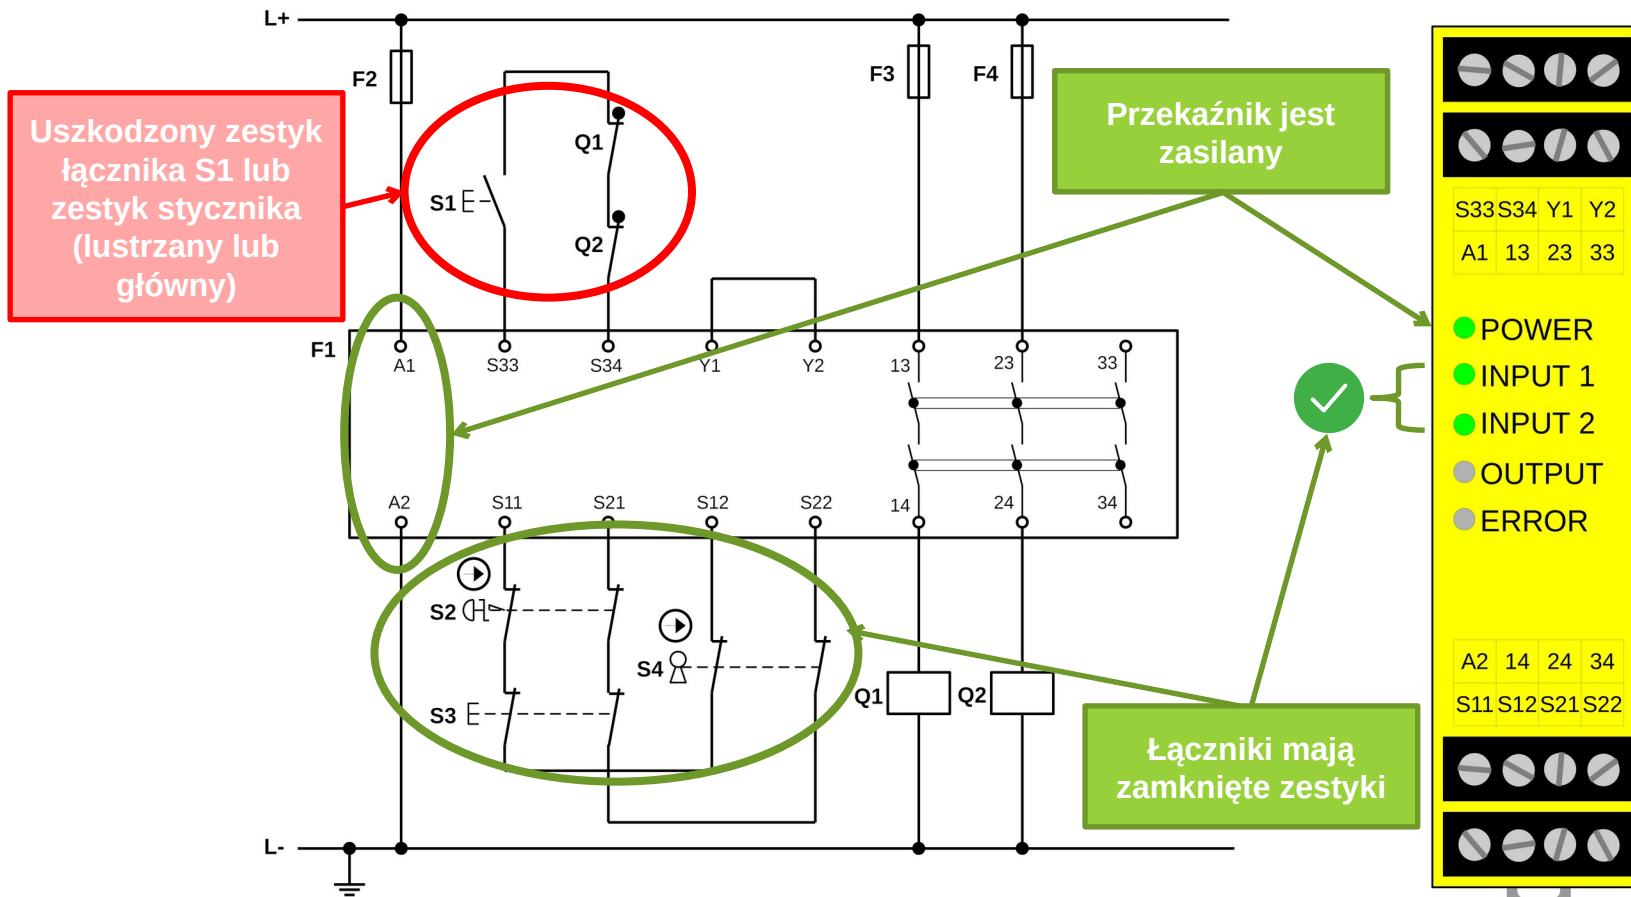 L+
F2
F3
F4
Uszkodzony zestyk
łącznika S1 lub
zestyk stycznika
(lustrzany lub
główny)
Przekaźnik jest
zasilany
Q1
S1
Q2
S33 S34 Y1 Y2
A1 13 23 33
F1
A1 S33 S34 Y1 Y2 13 23 33
POWER
INPUT 1
INPUT 2
OUTPUT
ERROR
A2 S11 S21 S12 S22 14 24 34
S2
S4
S3
Q1
Q2
A2 14 24 34
S11 S12 S21 S22
Łączniki mają
zamknięte zestyki
L-